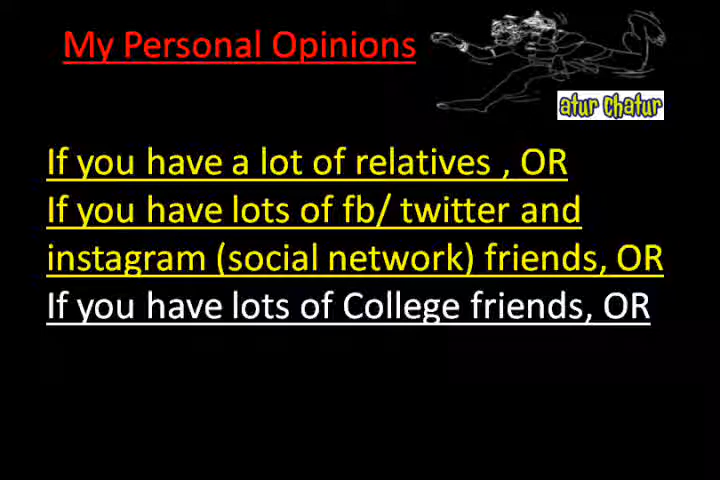 My Personal Opinions
atur chatur
If you have a lot of relatives , OR
If you have lots of fb/ twitter and
instagram (social network) friends, OR
If you have lots of College friends, OR